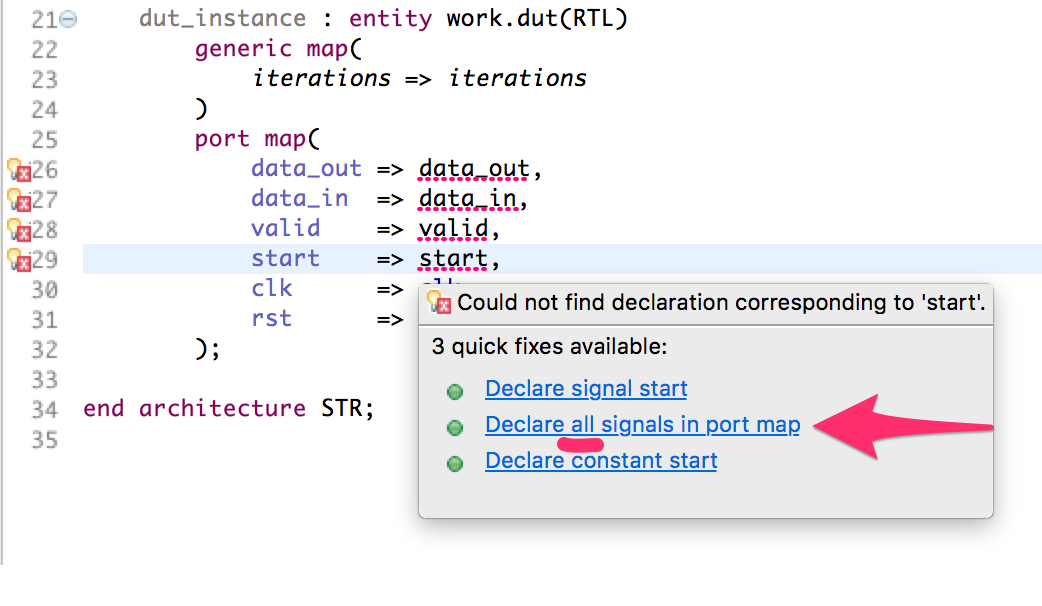 21 dut_instance : entity work.dut(RTL)
22 generic map(
23 iterations => iterations
24 )
25 port map(
26 data_out => data_out,
27 data_in => data_in,
28 valid => valid,
29 start => start,
30 clk =>
31 rst =>
32 );
33
34 end architecture STR;
35
Could not find declaration corresponding to 'start'.
3 quick fixes available:
Declare signal start
Declare all signals in port map
Declare constant start